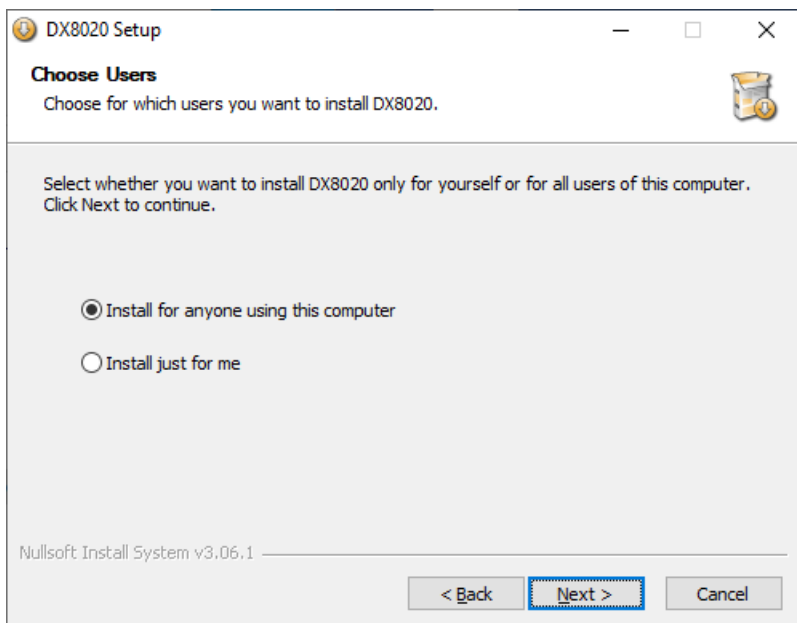 DX8020 Setup
Choose Users
Choose for which users you want to install DX8020.
Select whether you want to install DX8020 only for yourself or for all users of this computer.
Click Next to continue.
Install for anyone using this computer
Install just for me
Nullsoft Install System v3.06.1
< Back
Next >
Cancel